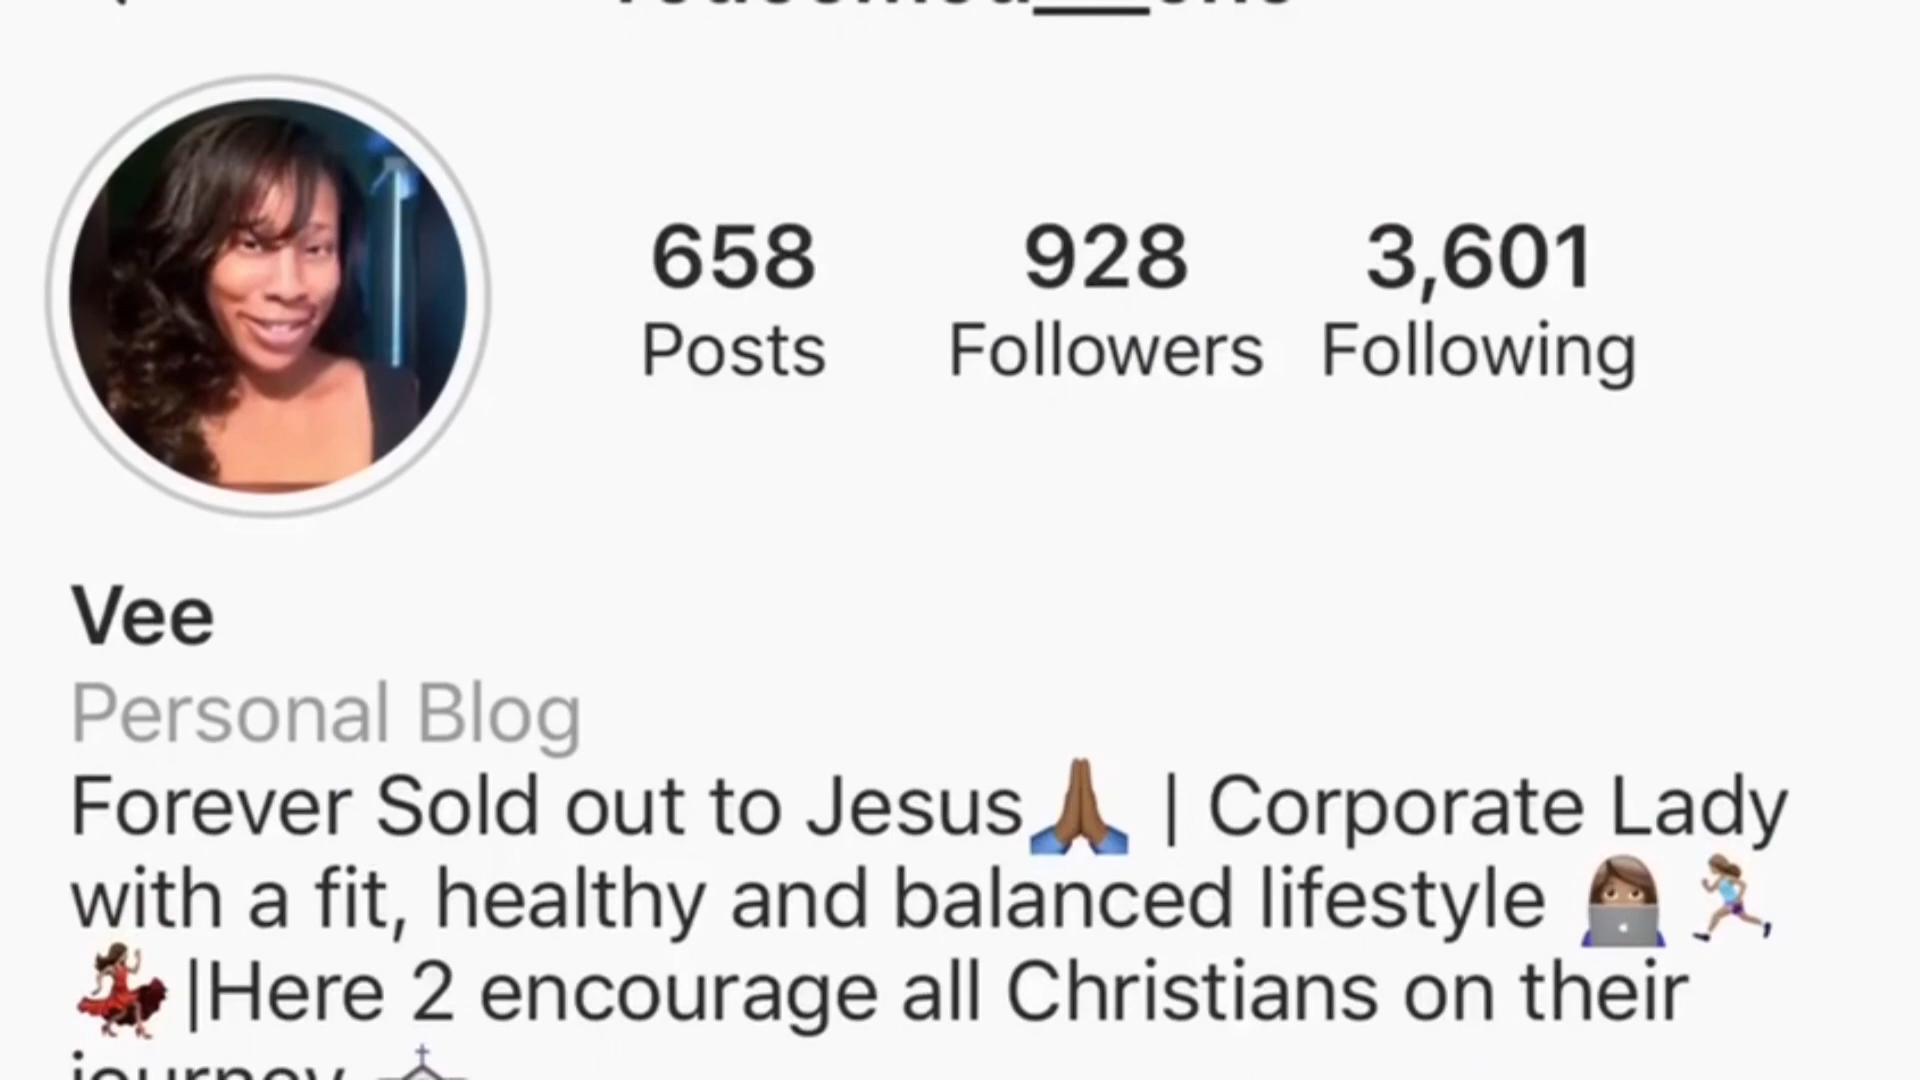 658 928 3,601
Posts Followers Following
Vee
Personal Blog
Forever Sold out to Jesus🙏🏾 | Corporate Lady
with a fit, healthy and balanced lifestyle 👩🏽‍💻🏃🏽‍♀️
💃🏽|Here 2 encourage all Christians on their
journey ⛪